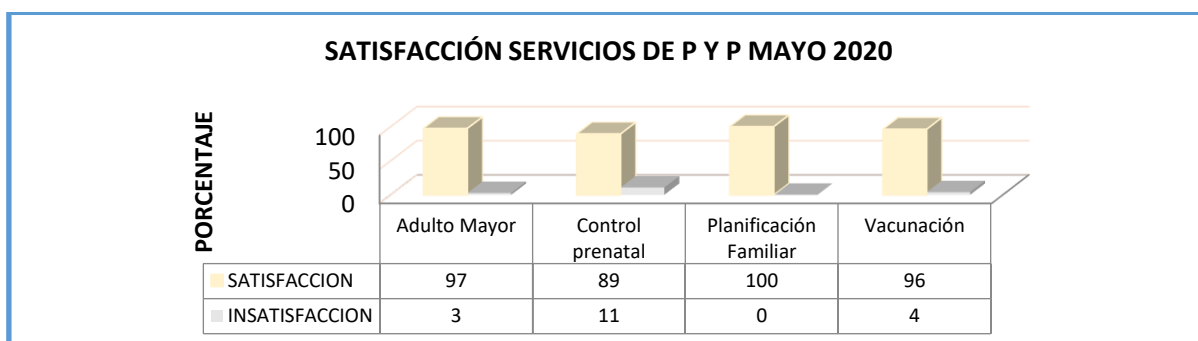 SATISFACCIÓN SERVICIOS DE P Y P MAYO 2020
PORCENTAJE
100
50
0
Adulto Mayor Control prenatal Planificación Familiar Vacunación
SATISFACCION 97 89 100 96
INSATISFACCION 3 11 0 4